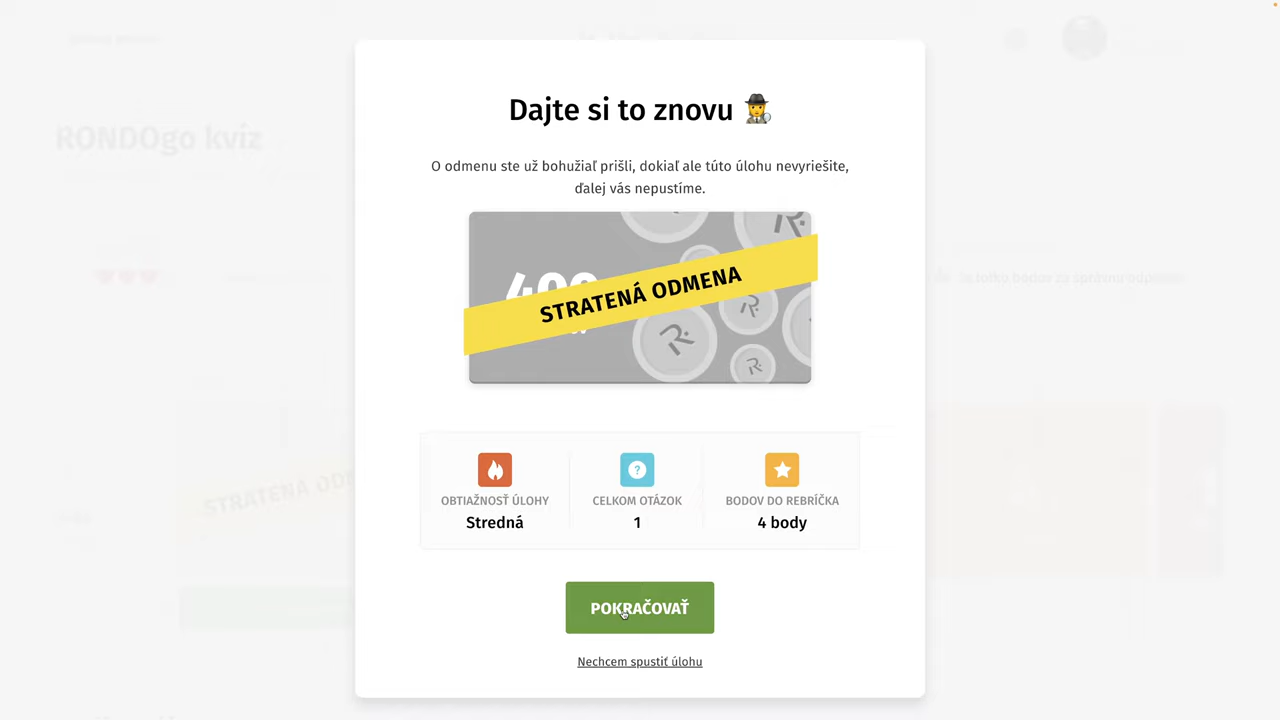 RONDOgo kvíz
Dajte si to znovu
O odmenu ste už bohužiaľ prišli, dokiaľ ale túto úlohu nevyriešite,
ďalej vás nepustíme.
400
STRATENÁ ODMENA
OBTIAŽNOSŤ ÚLOHY
Stredná
CELKOM OTÁZOK
1
BODOV DO REBRÍČKA
4 body
POKRAČOVAŤ
Nechcem spustiť úlohu